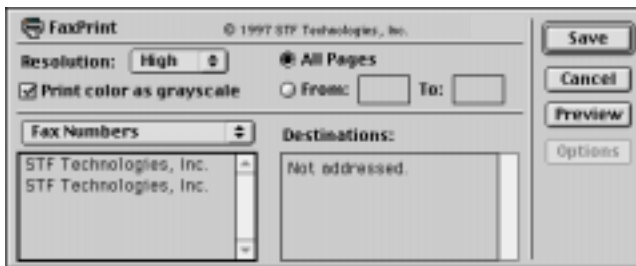 FaxPrint
© 1997 STF Technologies, Inc.
Save
Resolution: High
All Pages
Print color as grayscale
From: To:
Cancel
Preview
Fax Numbers
Destinations:
Options
STF Technologies, Inc.
STF Technologies, Inc.
Not addressed.